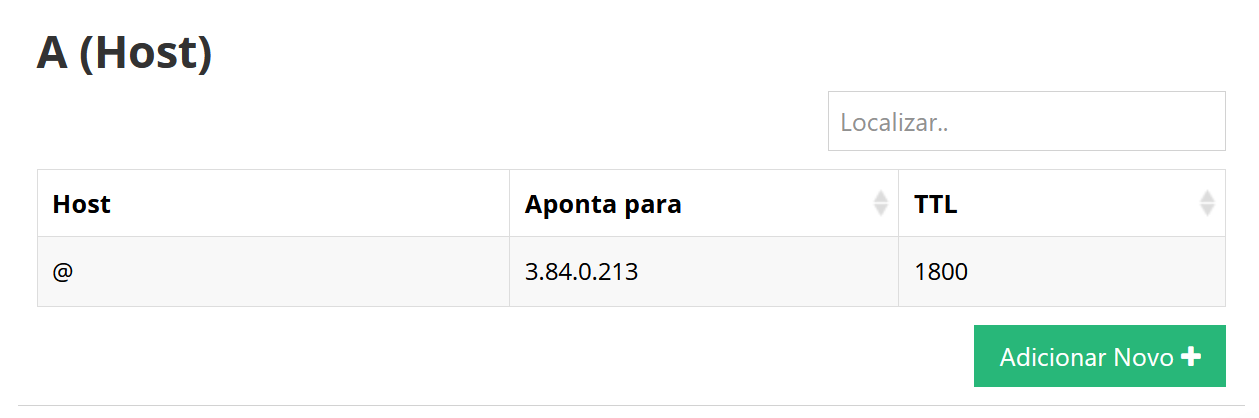 A (Host)
Localizar..
Host Aponta para TTL
@ 3.84.0.213 1800
Adicionar Novo